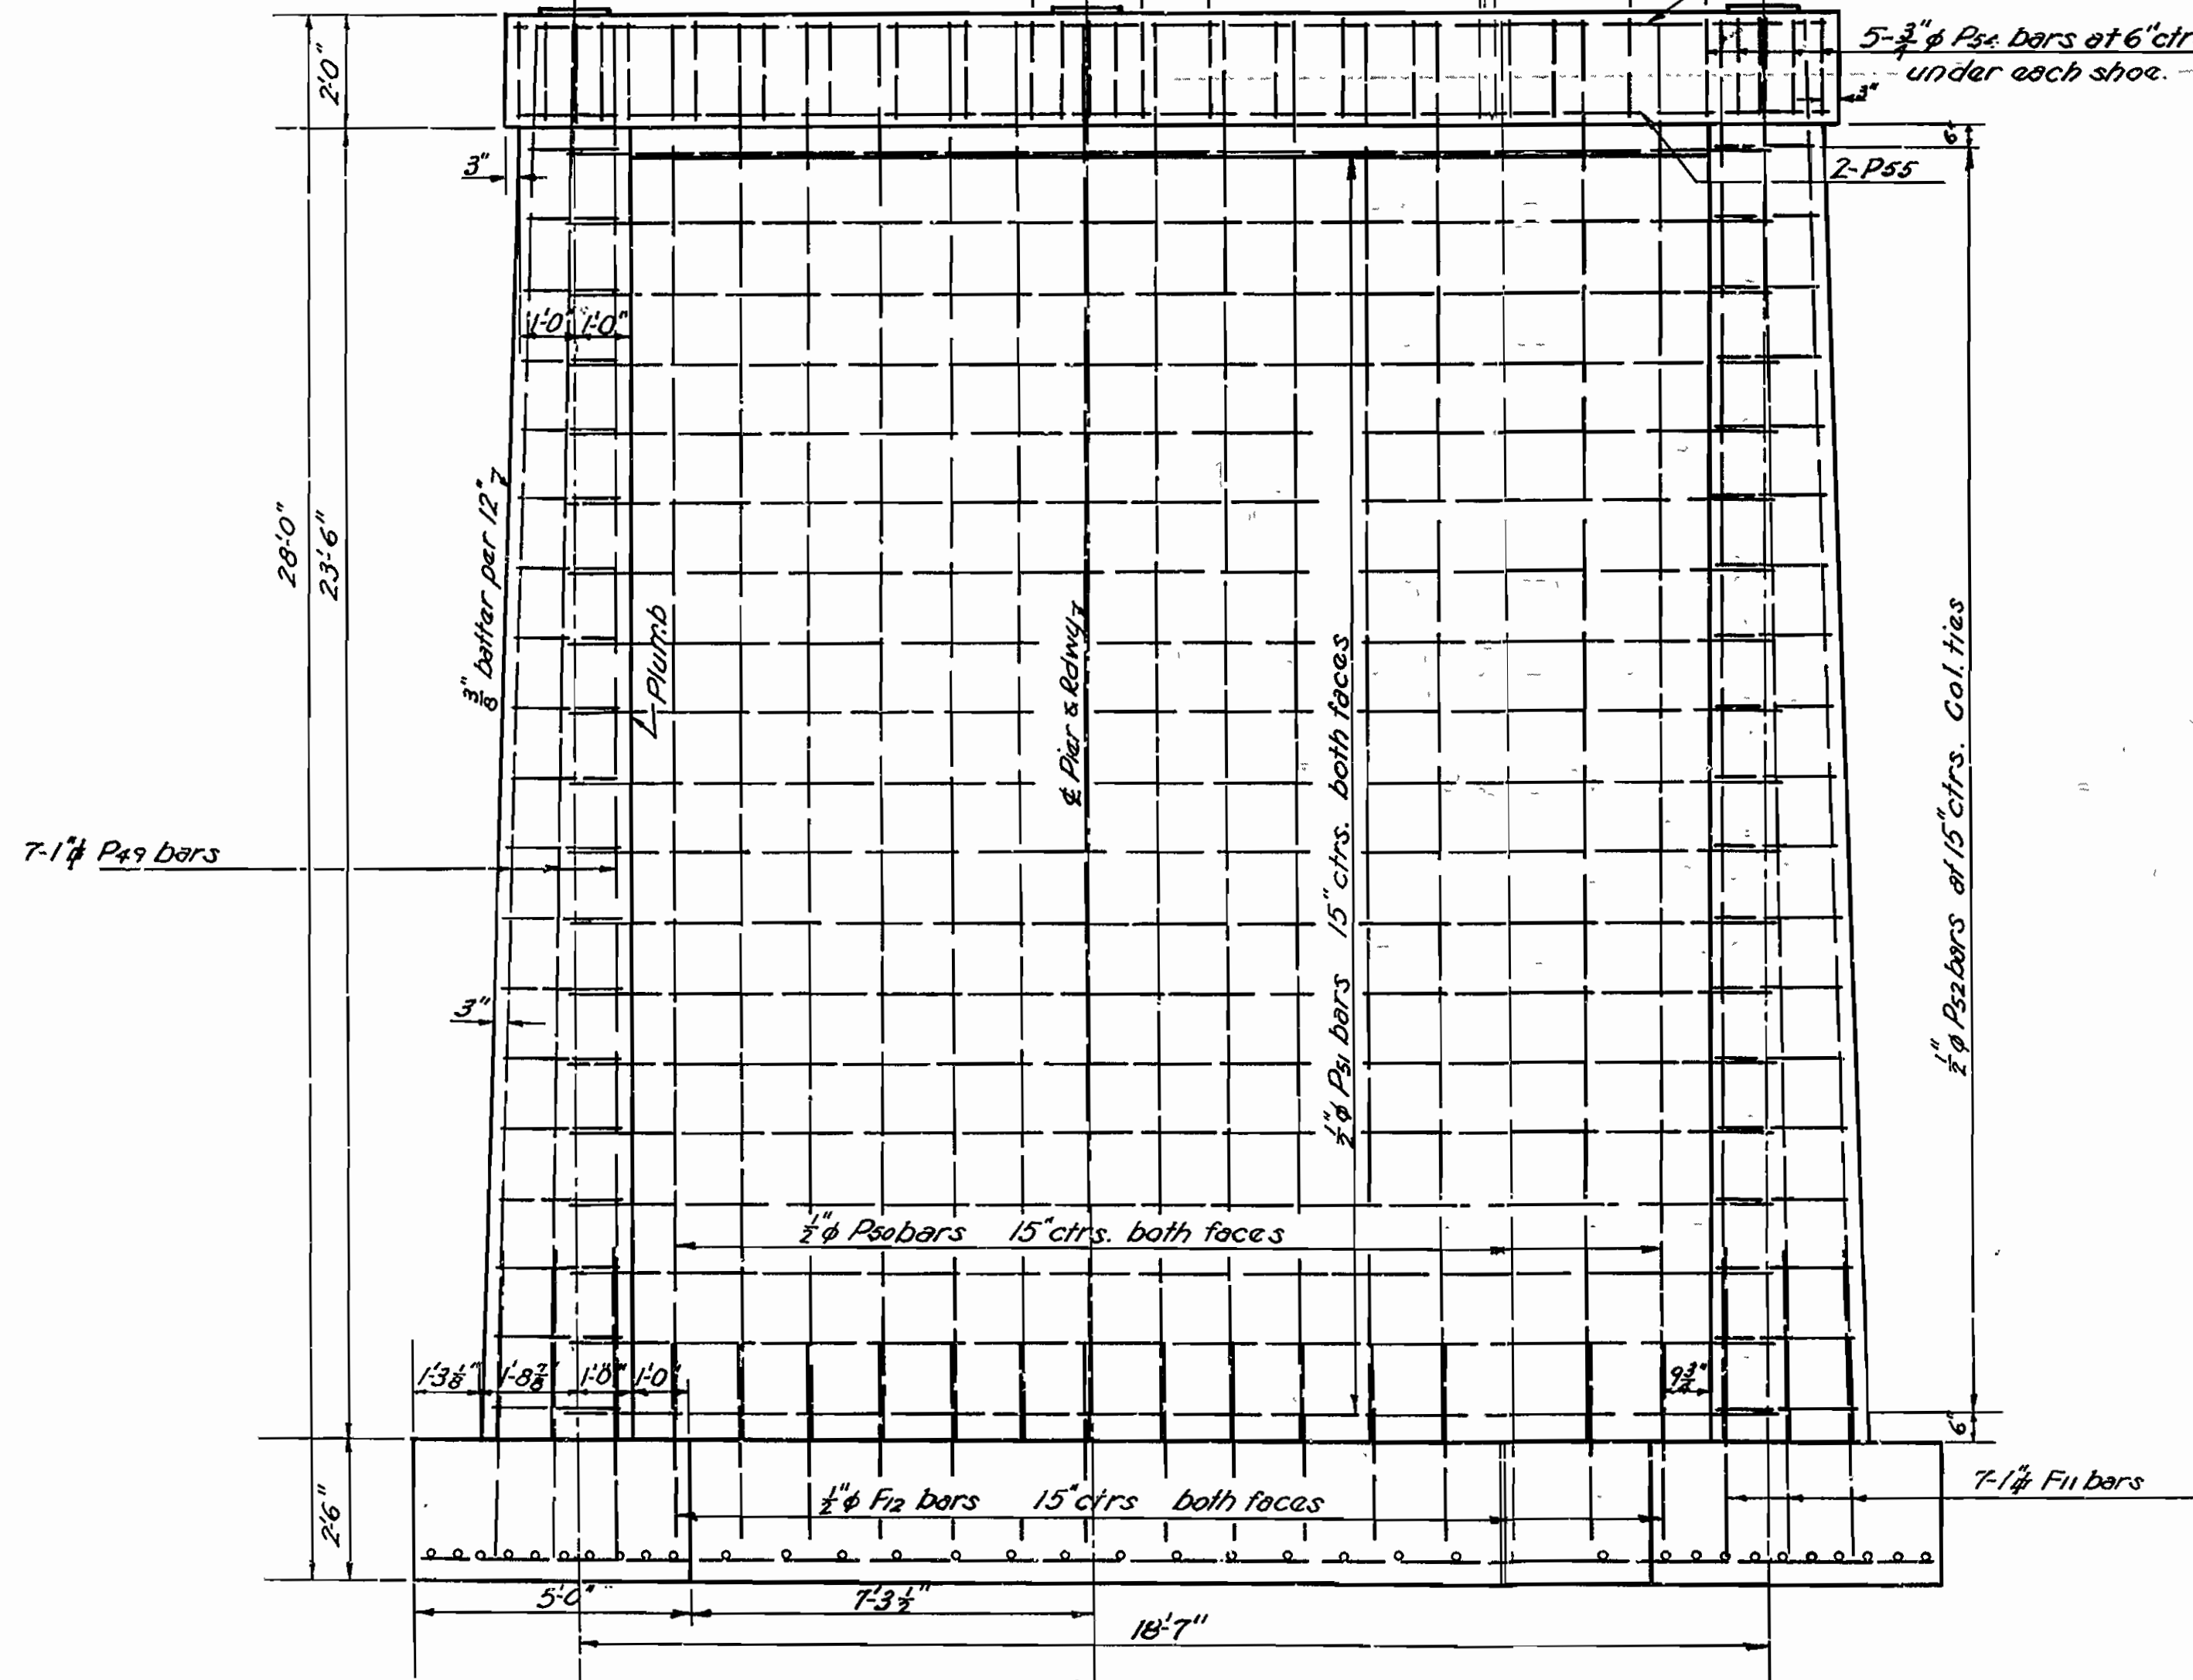 5-3/4"φ P54 bars at 6"ctr
under each shoe.
2'-0"
3"
6"
3"
2-P55
1'-0" 1'-0"
28'-0"
23'-6"
3/8" batter per 12"
Plumb
℄ Pier & Rdwy
1/2"φ P51 bars 15"ctrs. both faces
1/2"φ P52 bars at 15"ctrs. Col. ties
7-1"φ P49 bars
3"
1/2"φ P50 bars 15"ctrs. both faces
1'-3 1/8" 1'-8 7/8" 1'-0" 1'-0"
9 3/4"
6"
2'-6"
1/2"φ F12 bars 15"ctrs both faces
7-1"φ F11 bars
5'-0" 7'-3 1/2"
18'-7"